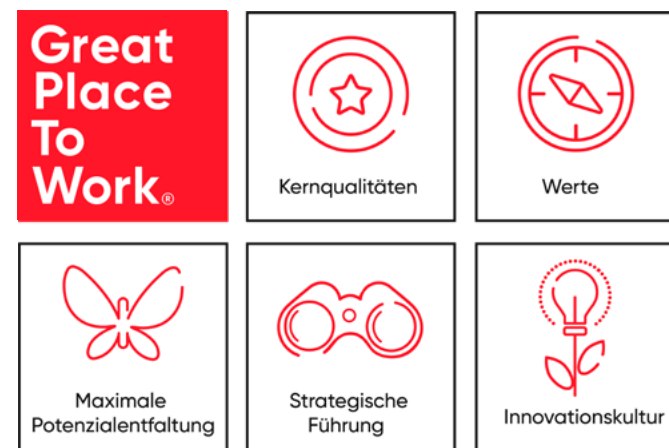 Great
Place
To
Work®
Kernqualitäten
Werte
Maximale
Potenzialentfaltung
Strategische
Führung
Innovationskultur